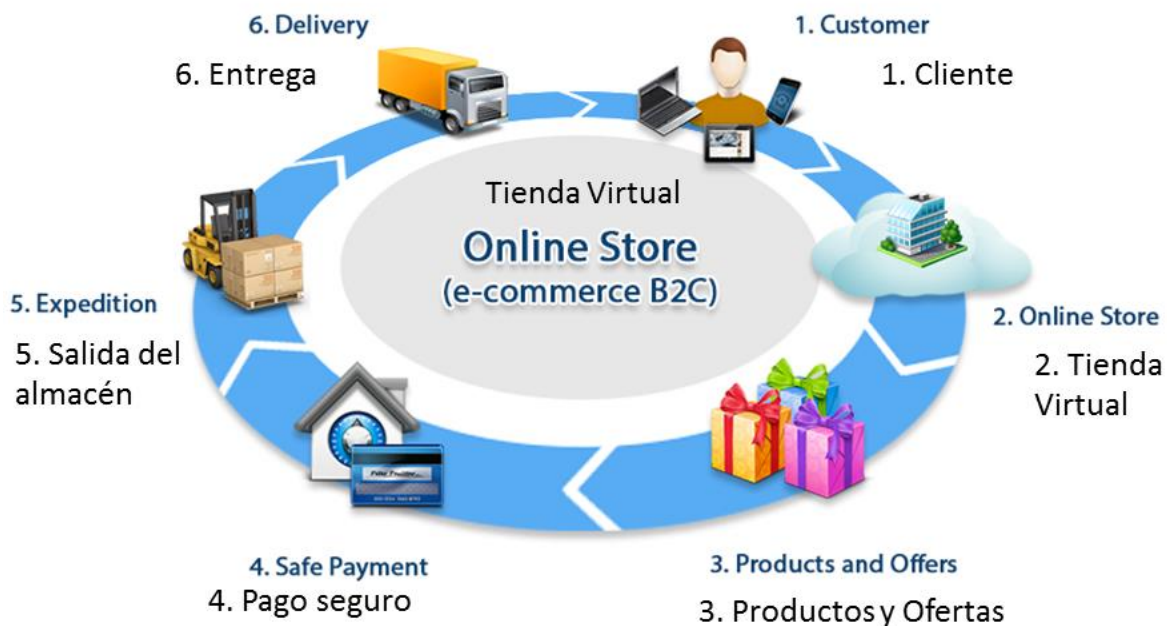 6. Delivery
6. Entrega
1. Customer
1. Cliente
Tienda Virtual
Online Store
(e-commerce B2C)
2. Online Store
2. Tienda
Virtual
3. Products and Offers
3. Productos y Ofertas
4. Safe Payment
4. Pago seguro
5. Expedition
5. Salida del
almacén